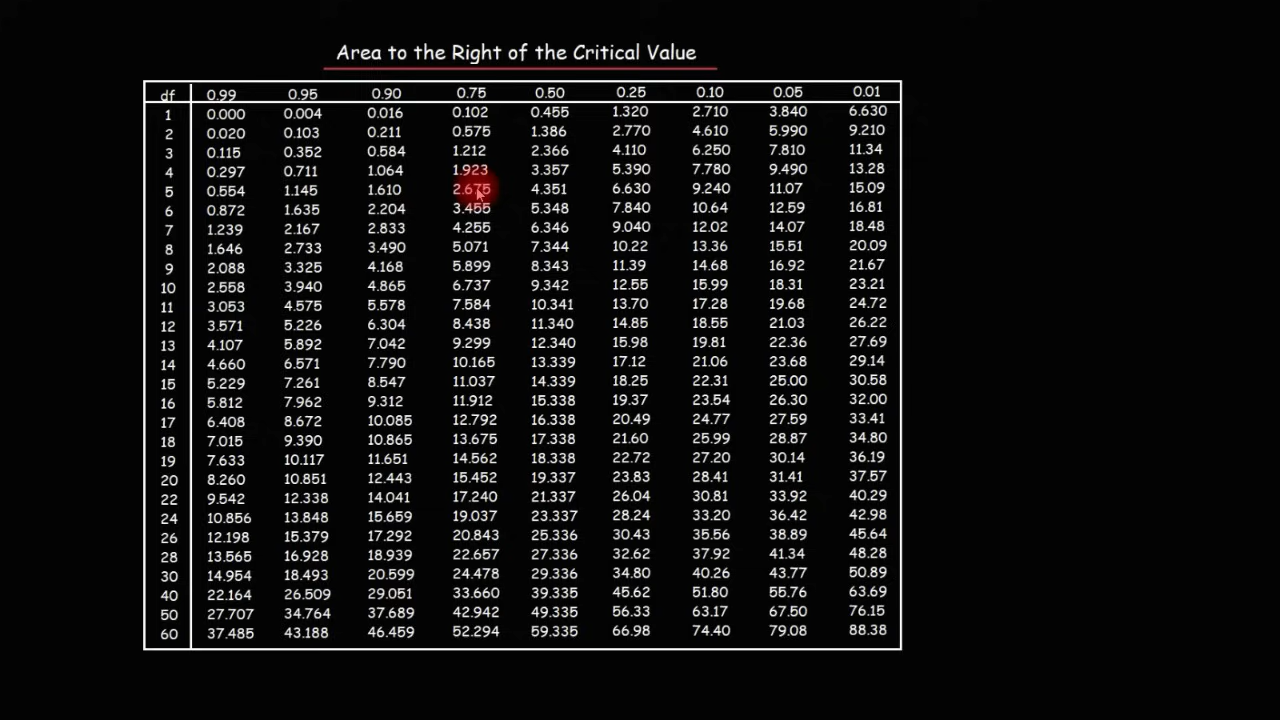 Area to the Right of the Critical Value
df 0.99 0.95 0.90 0.75 0.50 0.25 0.10 0.05 0.01
1 0.000 0.004 0.016 0.102 0.455 1.320 2.710 3.840 6.630
2 0.020 0.103 0.211 0.575 1.386 2.770 4.610 5.990 9.210
3 0.115 0.352 0.584 1.212 2.366 4.110 6.250 7.810 11.34
4 0.297 0.711 1.064 1.923 3.357 5.390 7.780 9.490 13.28
5 0.554 1.145 1.610 2.675 4.351 6.630 9.240 11.07 15.09
6 0.872 1.635 2.204 3.455 5.348 7.840 10.64 12.59 16.81
7 1.239 2.167 2.833 4.255 6.346 9.040 12.02 14.07 18.48
8 1.646 2.733 3.490 5.071 7.344 10.22 13.36 15.51 20.09
9 2.088 3.325 4.168 5.899 8.343 11.39 14.68 16.92 21.67
10 2.558 3.940 4.865 6.737 9.342 12.55 15.99 18.31 23.21
11 3.053 4.575 5.578 7.584 10.341 13.70 17.28 19.68 24.72
12 3.571 5.226 6.304 8.438 11.340 14.85 18.55 21.03 26.22
13 4.107 5.892 7.042 9.299 12.340 15.98 19.81 22.36 27.69
14 4.660 6.571 7.790 10.165 13.339 17.12 21.06 23.68 29.14
15 5.229 7.261 8.547 11.037 14.339 18.25 22.31 25.00 30.58
16 5.812 7.962 9.312 11.912 15.338 19.37 23.54 26.30 32.00
17 6.408 8.672 10.085 12.792 16.338 20.49 24.77 27.59 33.41
18 7.015 9.390 10.865 13.675 17.338 21.60 25.99 28.87 34.80
19 7.633 10.117 11.651 14.562 18.338 22.72 27.20 30.14 36.19
20 8.260 10.851 12.443 15.452 19.337 23.83 28.41 31.41 37.57
22 9.542 12.338 14.041 17.240 21.337 26.04 30.81 33.92 40.29
24 10.856 13.848 15.659 19.037 23.337 28.24 33.20 36.42 42.98
26 12.198 15.379 17.292 20.843 25.336 30.43 35.56 38.89 45.64
28 13.565 16.928 18.939 22.657 27.336 32.62 37.92 41.34 48.28
30 14.954 18.493 20.599 24.478 29.336 34.80 40.26 43.77 50.89
40 22.164 26.509 29.051 33.660 39.335 45.62 51.80 55.76 63.69
50 27.707 34.764 37.689 42.942 49.335 56.33 63.17 67.50 76.15
60 37.485 43.188 46.459 52.294 59.335 66.98 74.40 79.08 88.38